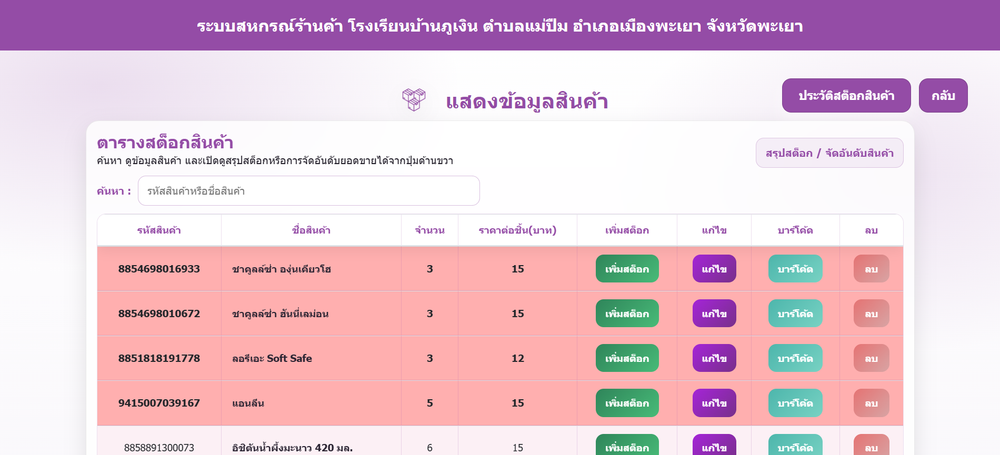 ระบบสหกรณ์ร้านค้า โรงเรียนบ้านภูเงิน ตำบลแม่ปืม อำเภอเมืองพะเยา จังหวัดพะเยา
แสดงข้อมูลสินค้า
ประวัติสต็อกสินค้า กลับ
ตารางสต็อกสินค้า
ค้นหา ดูข้อมูลสินค้า และเปิดดูสรุปสต็อกหรือการจัดอันดับยอดขายได้จากปุ่มด้านขวา
สรุปสต็อก / จัดอันดับสินค้า
ค้นหา : รหัสสินค้าหรือชื่อสินค้า
รหัสสินค้า ชื่อสินค้า จำนวน ราคาต่อชิ้น(บาท) เพิ่มสต็อก แก้ไข บาร์โค้ด ลบ
8854698016933 ชาคูลล์ซ่า องุ่นเคียวโฮ 3 15 เพิ่มสต็อก แก้ไข บาร์โค้ด ลบ
8854698010672 ชาคูลล์ซ่า ฮันนี่เลม่อน 3 15 เพิ่มสต็อก แก้ไข บาร์โค้ด ลบ
8851818191778 ลอรีเอะ Soft Safe 3 12 เพิ่มสต็อก แก้ไข บาร์โค้ด ลบ
9415007039167 แอนลีน 5 15 เพิ่มสต็อก แก้ไข บาร์โค้ด ลบ
8858891300073 อิชิตันน้ำผึ้งมะนาว 420 มล. 6 15 เพิ่มสต็อก แก้ไข บาร์โค้ด ลบ